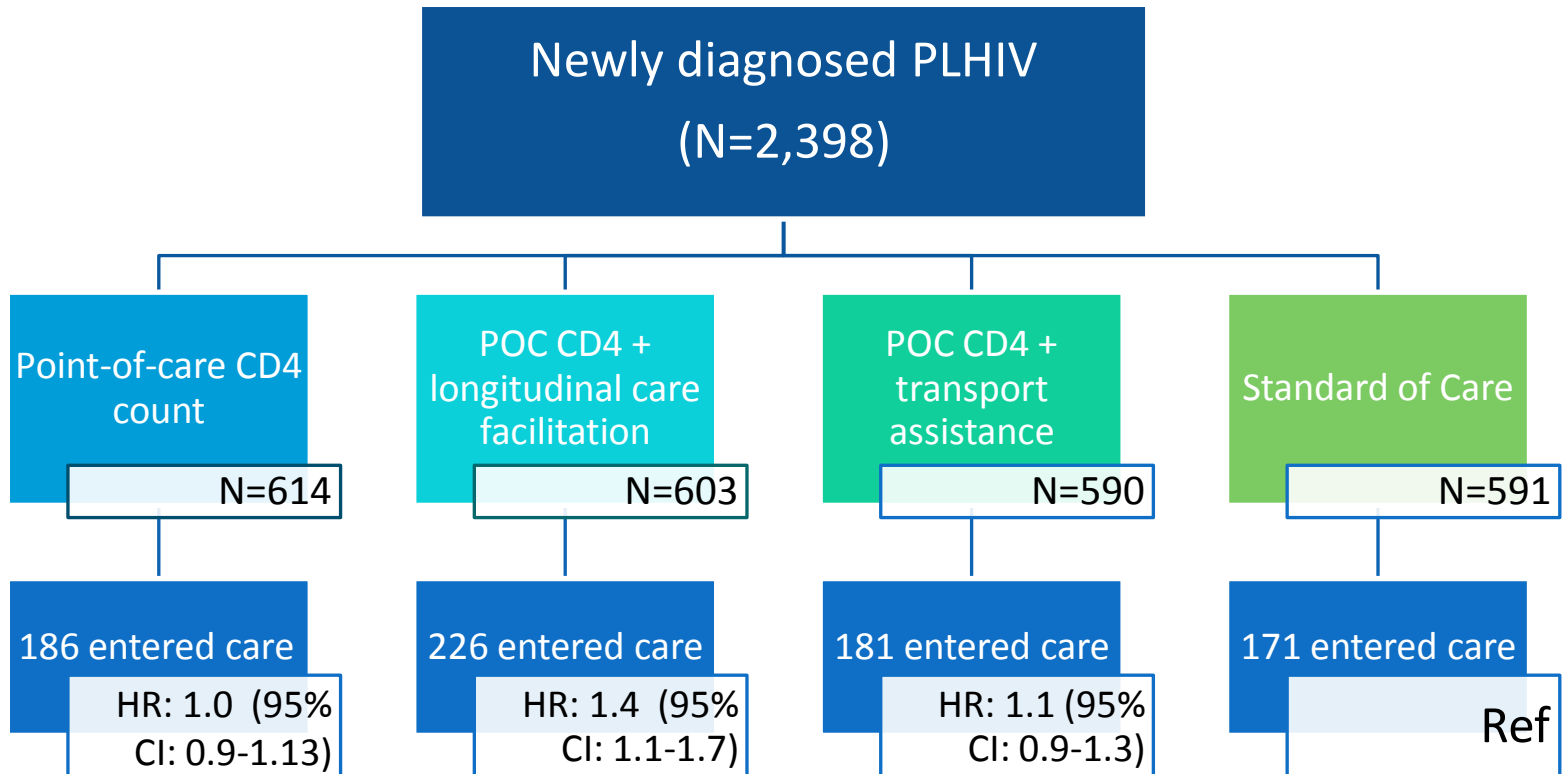 Newly diagnosed PLHIV
(N=2,398)
Point-of-care CD4
count
N=614
POC CD4 +
longitudinal care
facilitation
N=603
POC CD4 +
transport
assistance
N=590
Standard of Care
N=591
186 entered care
HR: 1.0 (95%
CI: 0.9-1.13)
226 entered care
HR: 1.4 (95%
CI: 1.1-1.7)
181 entered care
HR: 1.1 (95%
CI: 0.9-1.3)
171 entered care
Ref